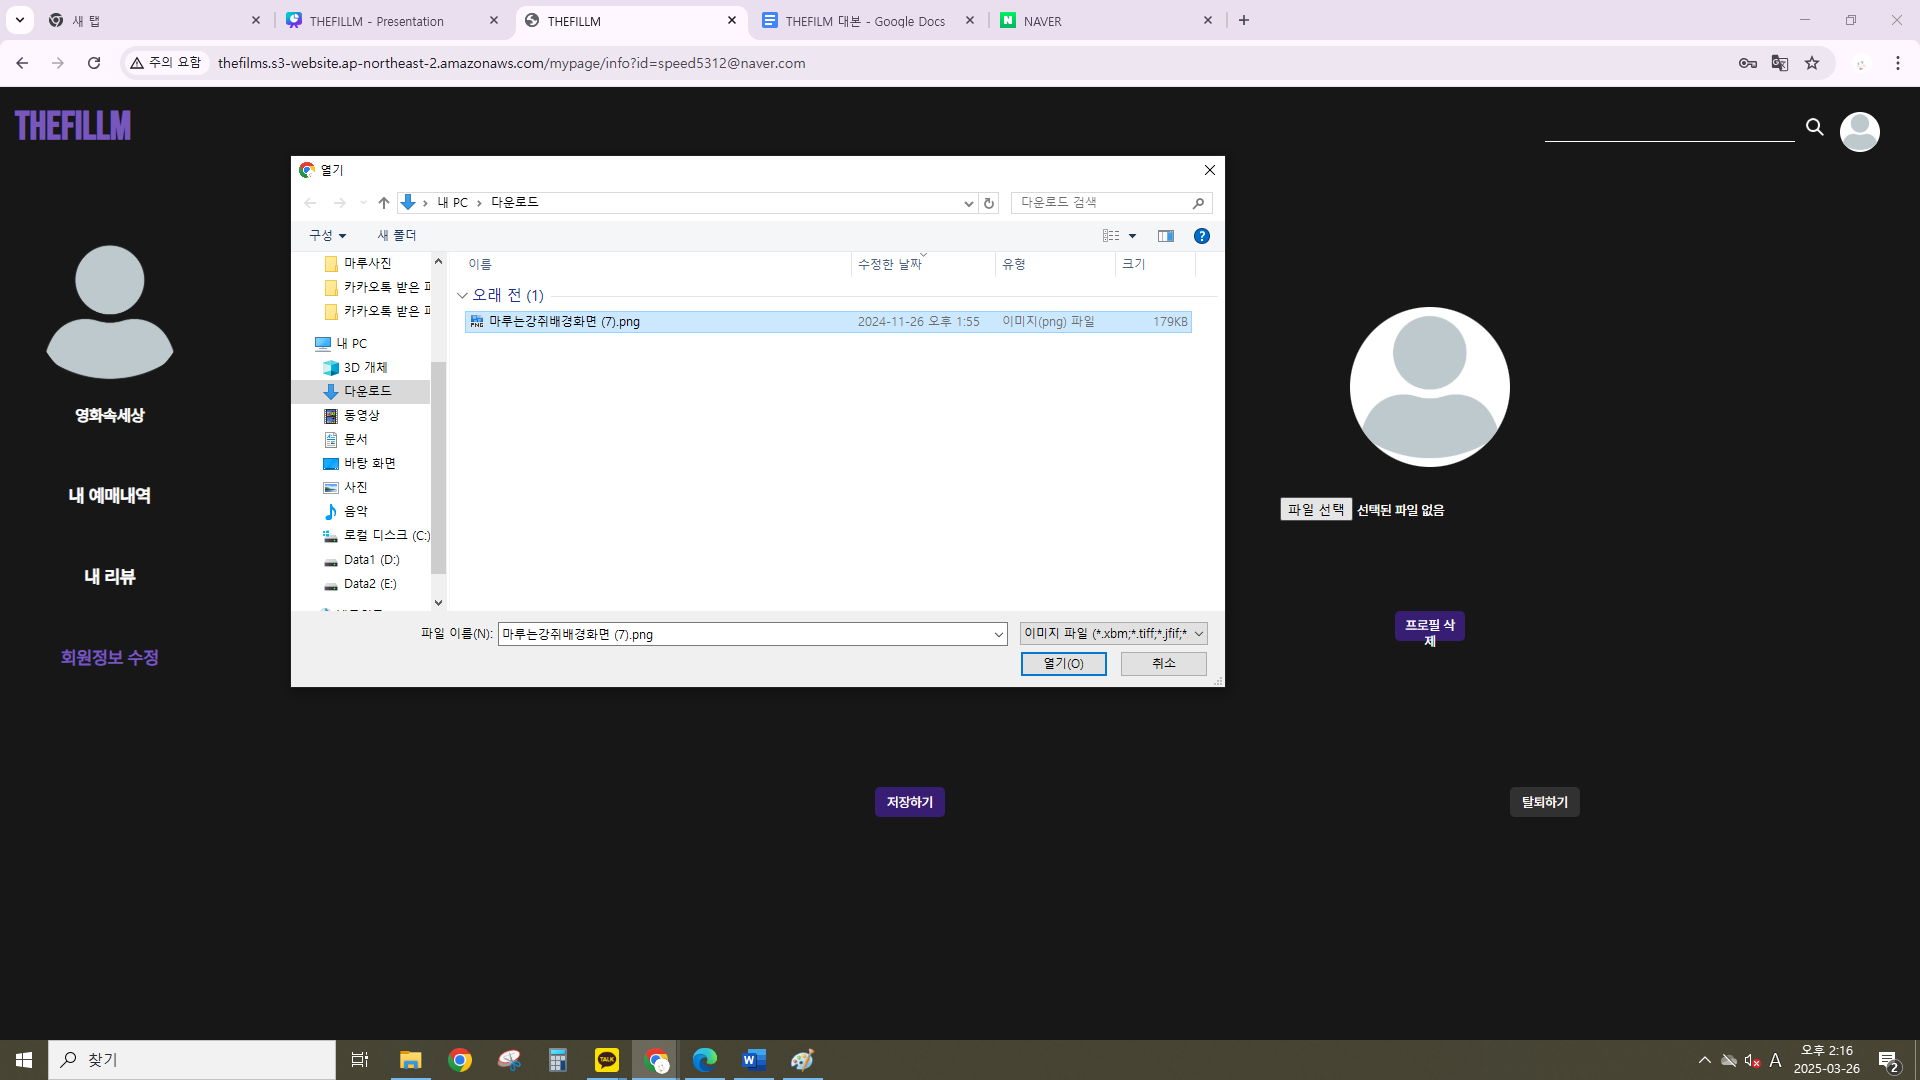 새 탭
THEFILLM - Presentation
THEFILLM
THEFILM 대본 - Google Docs
NAVER
주의 요함
thefilms.s3-website.ap-northeast-2.amazonaws.com/mypage/info?id=speed5312@naver.com
THEFILLM
열기
내 PC
다운로드
다운로드 검색
구성
새 폴더
이름
수정한 날짜
유형
크기
마루사진
카카오톡 받은
카카오톡 받은
내 PC
3D 개체
다운로드
동영상
문서
바탕 화면
사진
음악
로컬 디스크 (C:)
Data1 (D:)
Data2 (E:)
오래 전 (1)
마루는강쥐배경화면 (7).png
2024-11-26 오후 1:55
이미지(png) 파일
179KB
파일 이름(N):
마루는강쥐배경화면 (7).png
이미지 파일 (*.xbm;*.tiff;*.jfif;*
열기(O)
취소
영화속세상
내 예매내역
내 리뷰
회원정보 수정
파일 선택
선택된 파일 없음
프로필 삭
제
저장하기
탈퇴하기
찾기
TALK
A
오후 2:16
2025-03-26
2